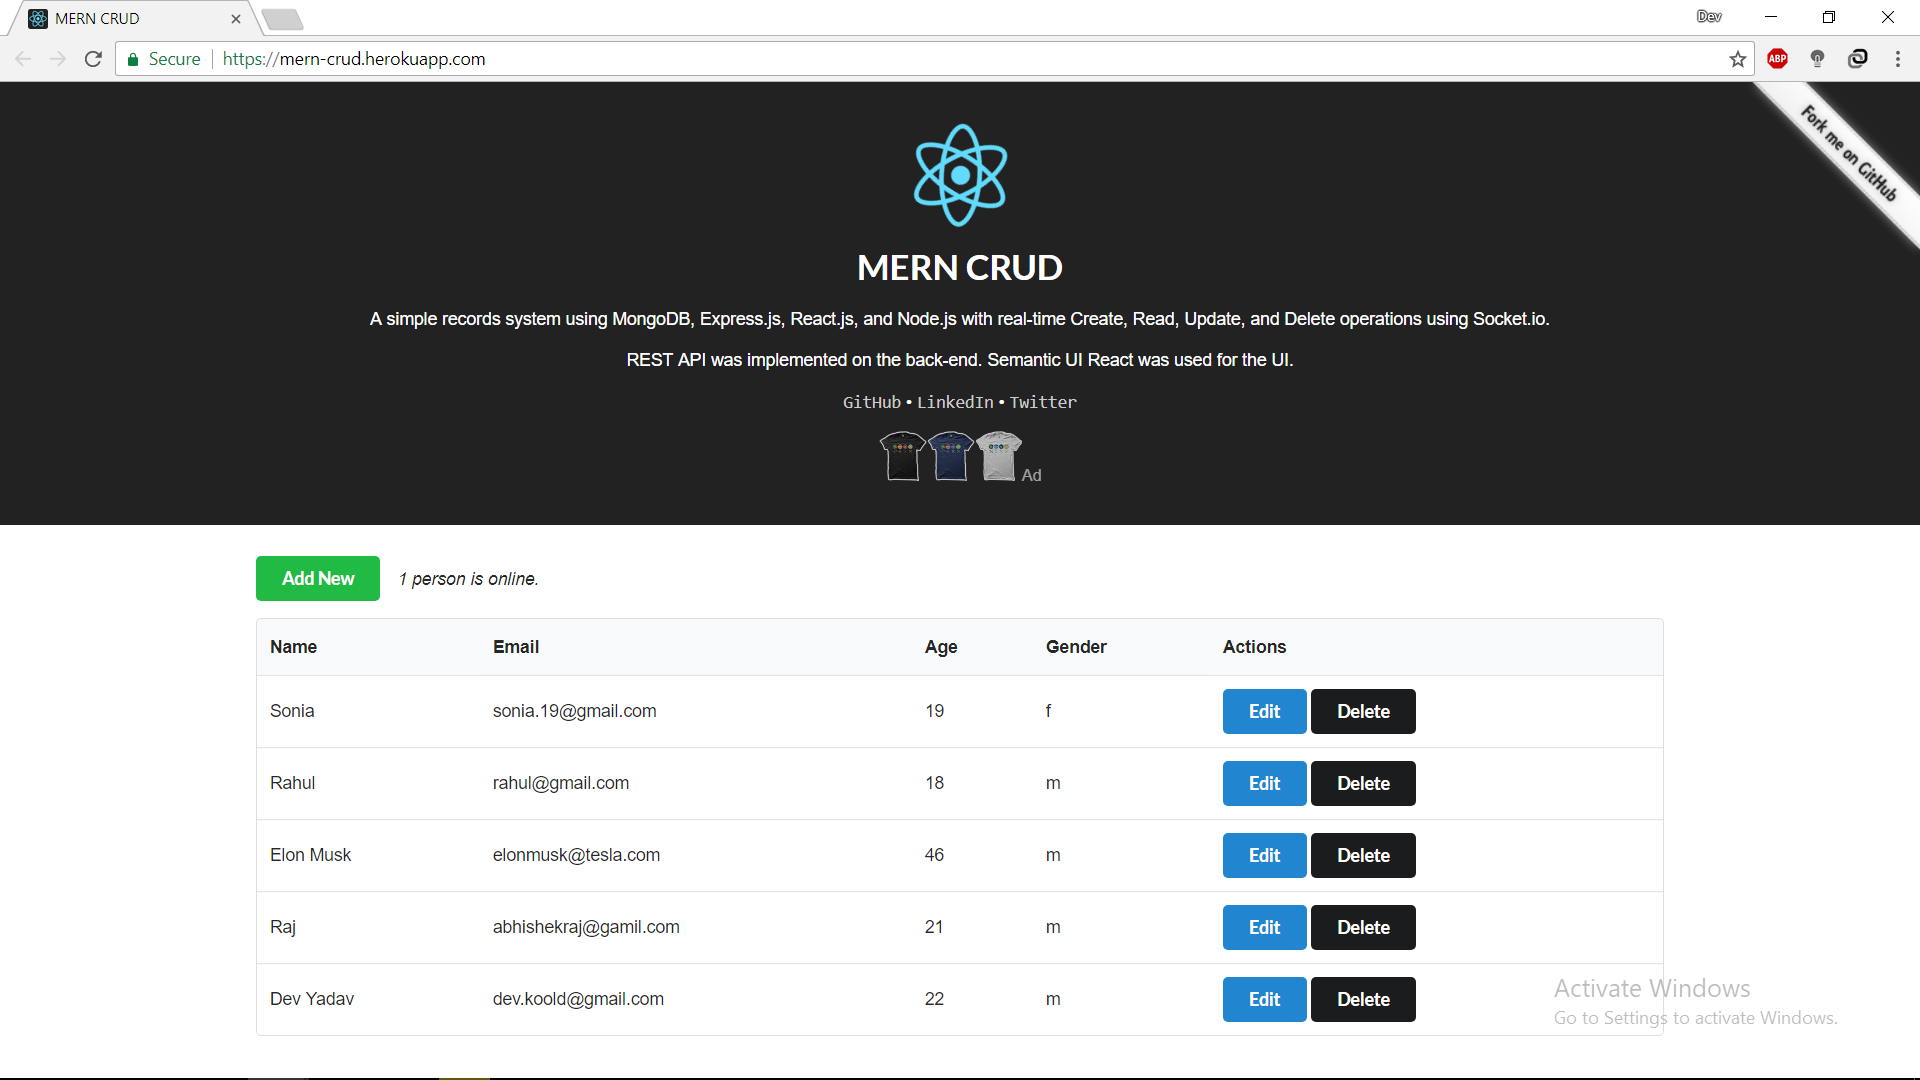 MERN CRUD
Dev
Secure https://mern-crud.herokuapp.com
ABP
Fork me on GitHub
MERN CRUD
A simple records system using MongoDB, Express.js, React.js, and Node.js with real-time Create, Read, Update, and Delete operations using Socket.io.
REST API was implemented on the back-end. Semantic UI React was used for the UI.
GitHub • LinkedIn • Twitter
Ad
Add New 1 person is online.
Name Email Age Gender Actions
Sonia sonia.19@gmail.com 19 f Edit Delete
Rahul rahul@gmail.com 18 m Edit Delete
Elon Musk elonmusk@tesla.com 46 m Edit Delete
Raj abhishekraj@gamil.com 21 m Edit Delete
Dev Yadav dev.koold@gmail.com 22 m Edit Delete
Activate Windows
Go to Settings to activate Windows.